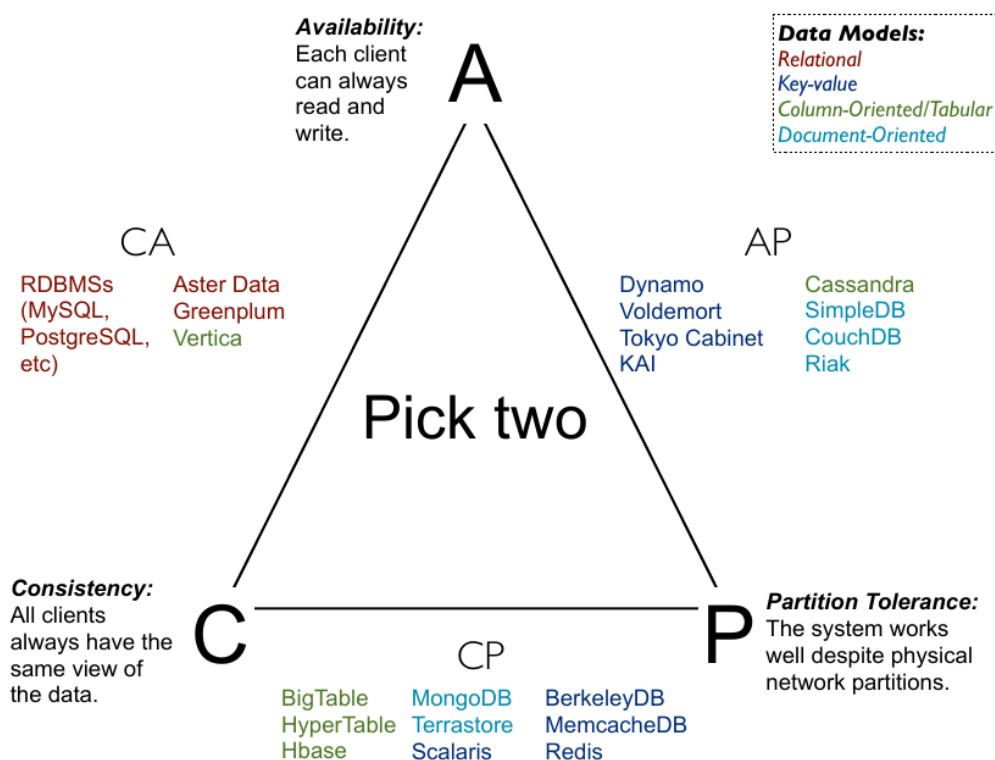 Availability:
Each client
can always
read and
write.
A
Data Models:
Relational
Key-value
Column-Oriented/Tabular
Document-Oriented
CA
RDBMSs
(MySQL,
PostgreSQL,
etc)
Aster Data
Greenplum
Vertica
AP
Dynamo
Voldemort
Tokyo Cabinet
KAI
Cassandra
SimpleDB
CouchDB
Riak
Pick two
Consistency:
All clients
always have the
same view of
the data.
C
P
Partition Tolerance:
The system works
well despite physical
network partitions.
CP
BigTable
HyperTable
Hbase
MongoDB
Terrastore
Scalaris
BerkeleyDB
MemcacheDB
Redis